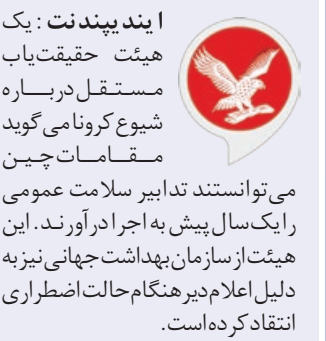 ایندیپندنت: یک
هیئت حقیقت‌یاب
مستقل درباره
شیوع کرونا می‌گوید
مقامات چین
می‌توانستند تدابیر سلامت عمومی
را یک‌سال پیش به اجرا درآورند. این
هیئت از سازمان بهداشت جهانی نیز به
دلیل اعلام دیرهنگام حالت اضطراری
انتقاد کرده است.